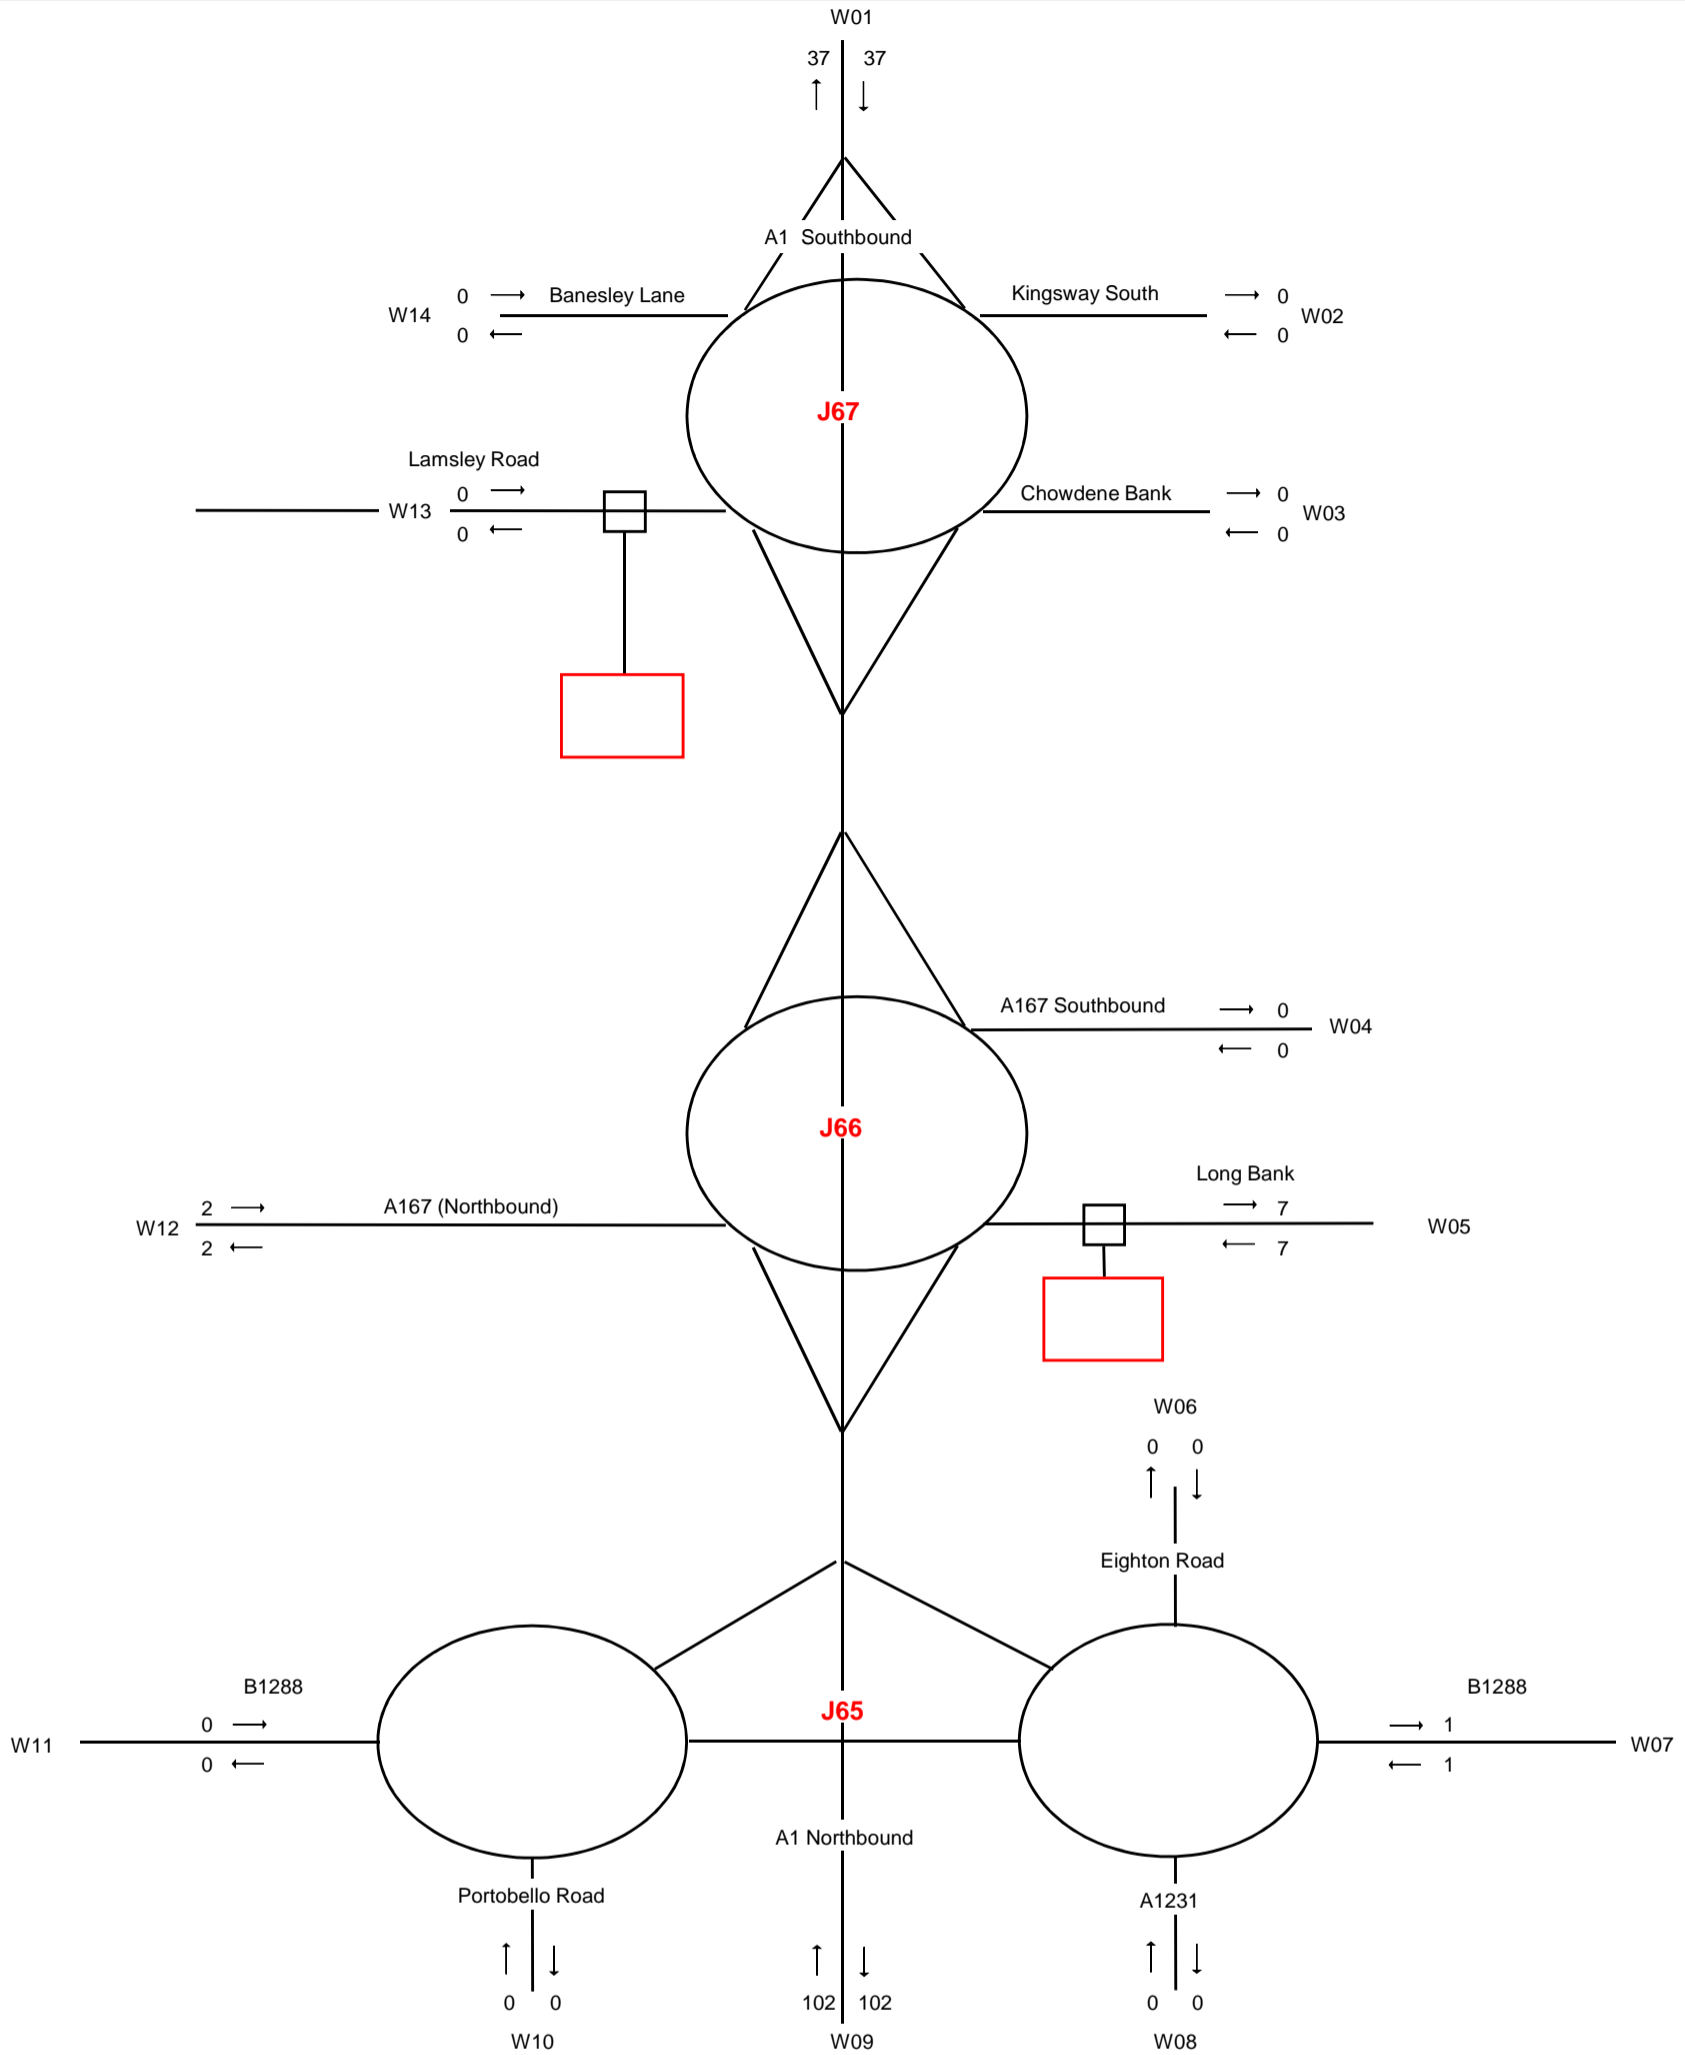 W01
37 37
A1 Southbound
0 Banesley Lane
Kingsway South 0
W14
W02
0
0
J67
Lamsley Road
0
Chowdene Bank 0
W13
W03
0
0
A167 Southbound 0
W04
0
J66
Long Bank
2 A167 (Northbound)
7
W12
W05
2
7
W06
0 0
Eighton Road
B1288
B1288
J65
0
1
W11
W07
0
1
A1 Northbound
Portobello Road
A1231
0 0
102 102
0 0
W10
W09
W08